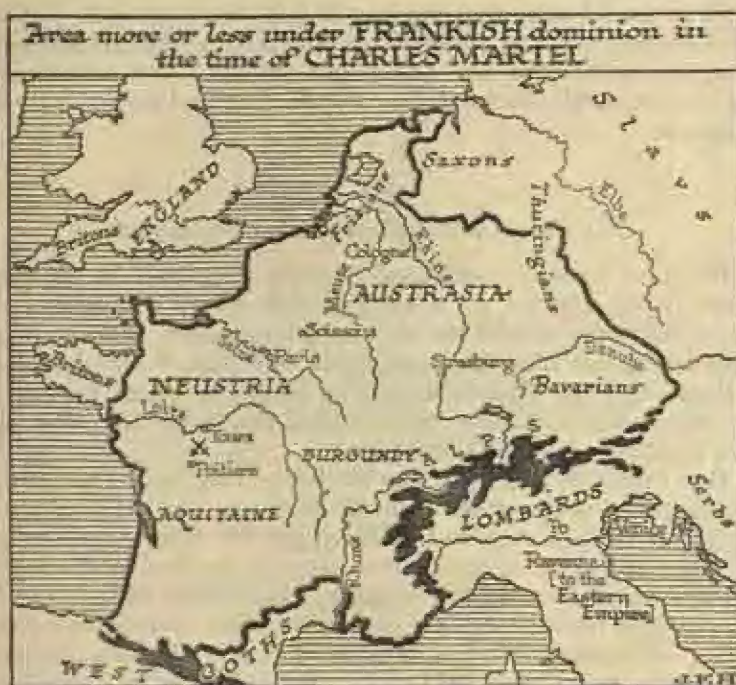 Area more or less under FRANKISH dominion in
the time of CHARLES MARTEL
Slavs
SAXONS
Elbe
ENGLAND
Britons
Thuringians
Cologne
Rhine
Meuse
AUSTRASIA
Soissons
Seine
Paris
Strasburg
Danube
Britons
NEUSTRIA
Bavarians
Loire
Tours
Poitiers
BURGUNDY
ALPS
LOMBARDS
Serbs
AQUITAINE
Po
Rhone
Ravenna
[to the
Eastern
Empire]
WEST GOTHS
J.F.H.